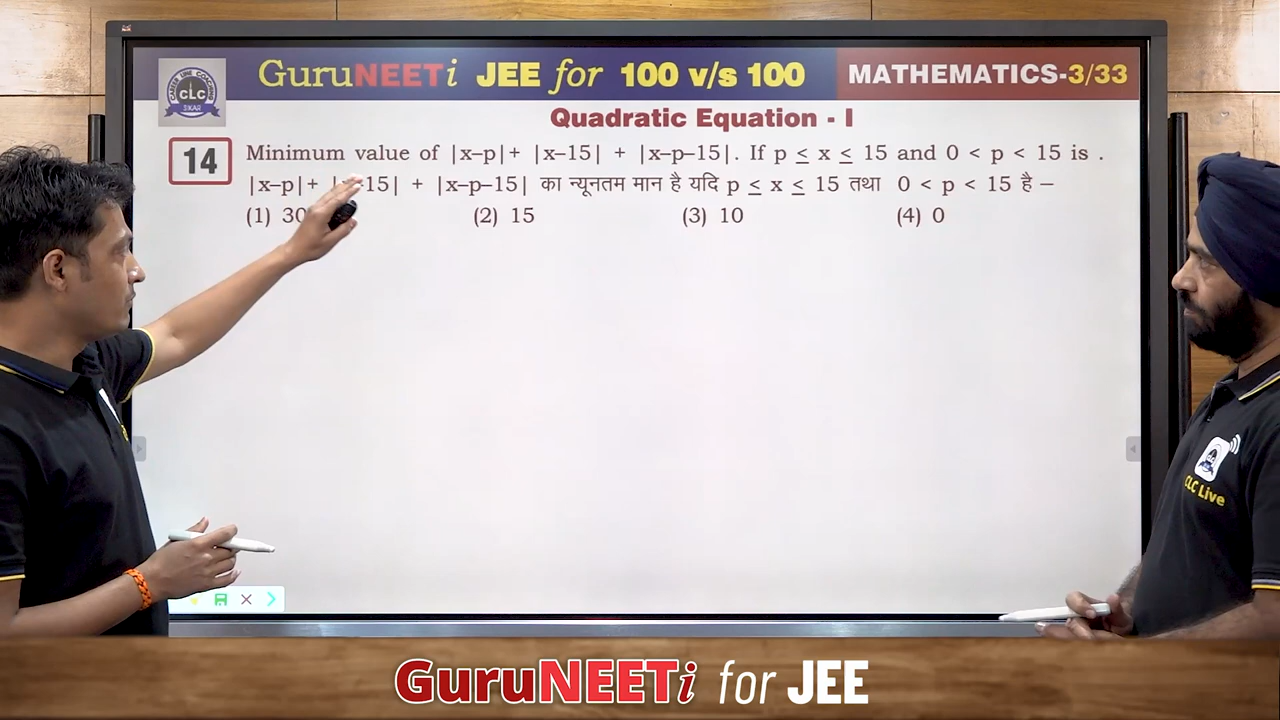 GuruNEETi JEE for 100 v/s 100
MATHEMATICS-3/33
CLC
SIKAR
Quadratic Equation - I
14
Minimum value of |x–p|+ |x–15| + |x–p–15|. If p ≤ x ≤ 15 and 0 < p < 15 is .
|x–p|+ 15| + |x–p–15| का न्यूनतम मान है यदि p ≤ x ≤ 15 तथा 0 < p < 15 है –
(1) 30 (2) 15 (3) 10 (4) 0
CLC Live
GuruNEETi for JEE